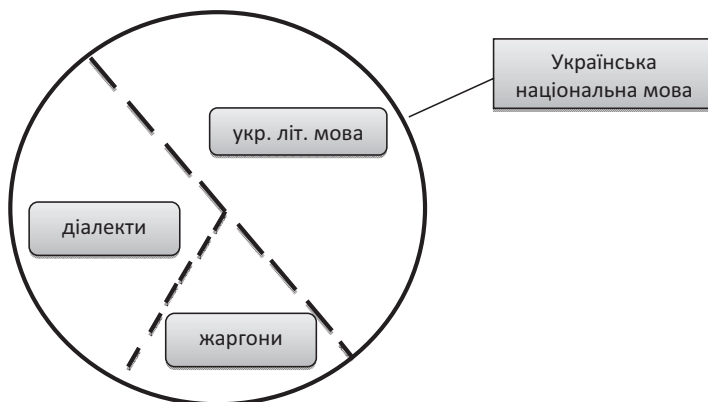 Українська
національна мова
укр. літ. мова
діалекти
жаргони